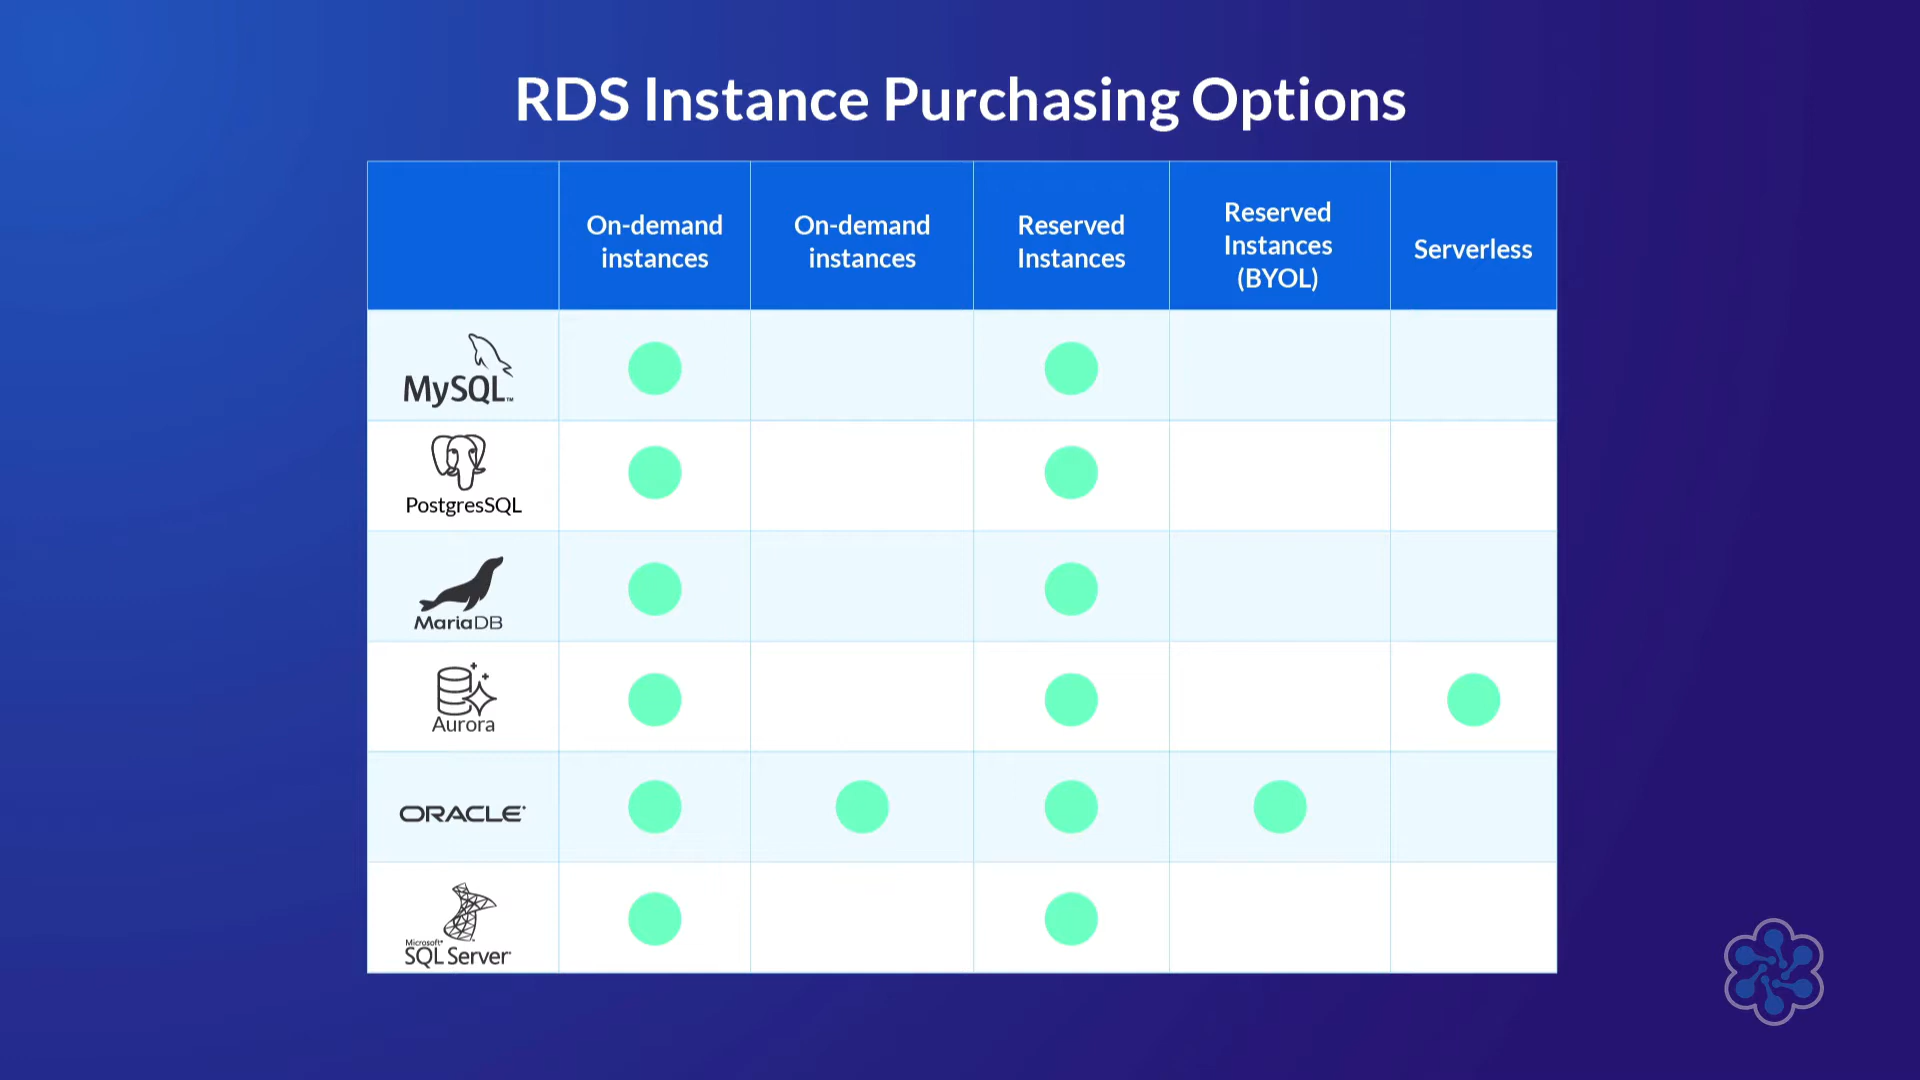 RDS Instance Purchasing Options
On-demand
instances
On-demand
instances
Reserved
Instances
Reserved
Instances
(BYOL)
Serverless
MySQL™
PostgresSQL
MariaDB
Aurora
ORACLE
Microsoft®
SQL Server